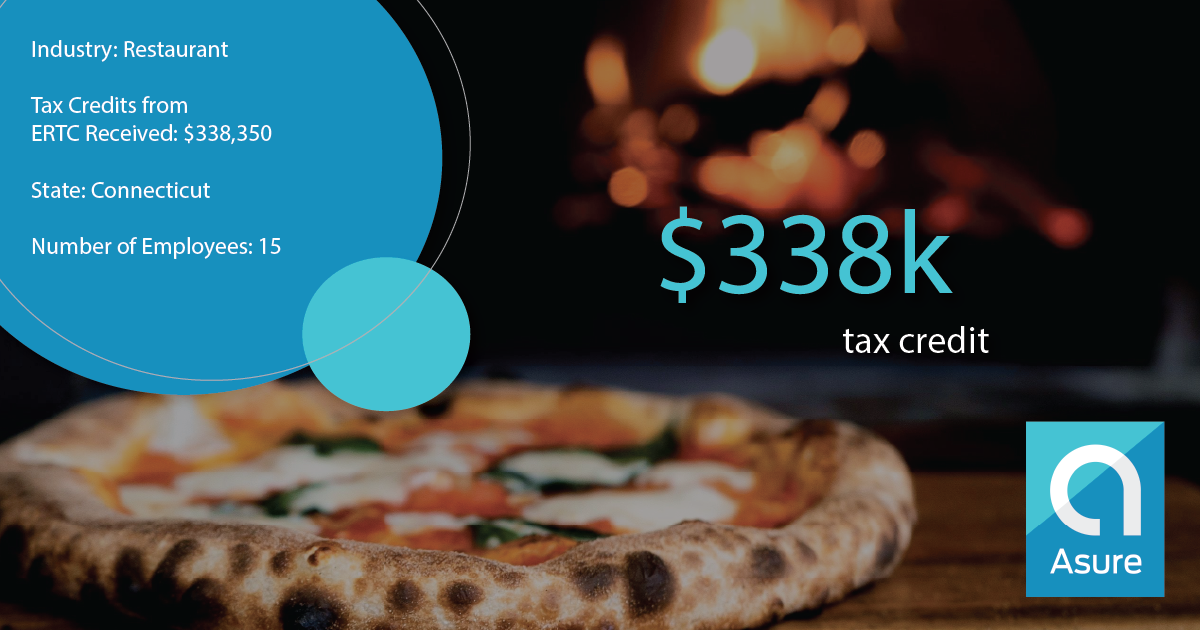 Industry: Restaurant
Tax Credits from
ERTC Received: $338,350
State: Connecticut
Number of Employees: 15
$338k
tax credit
Asure